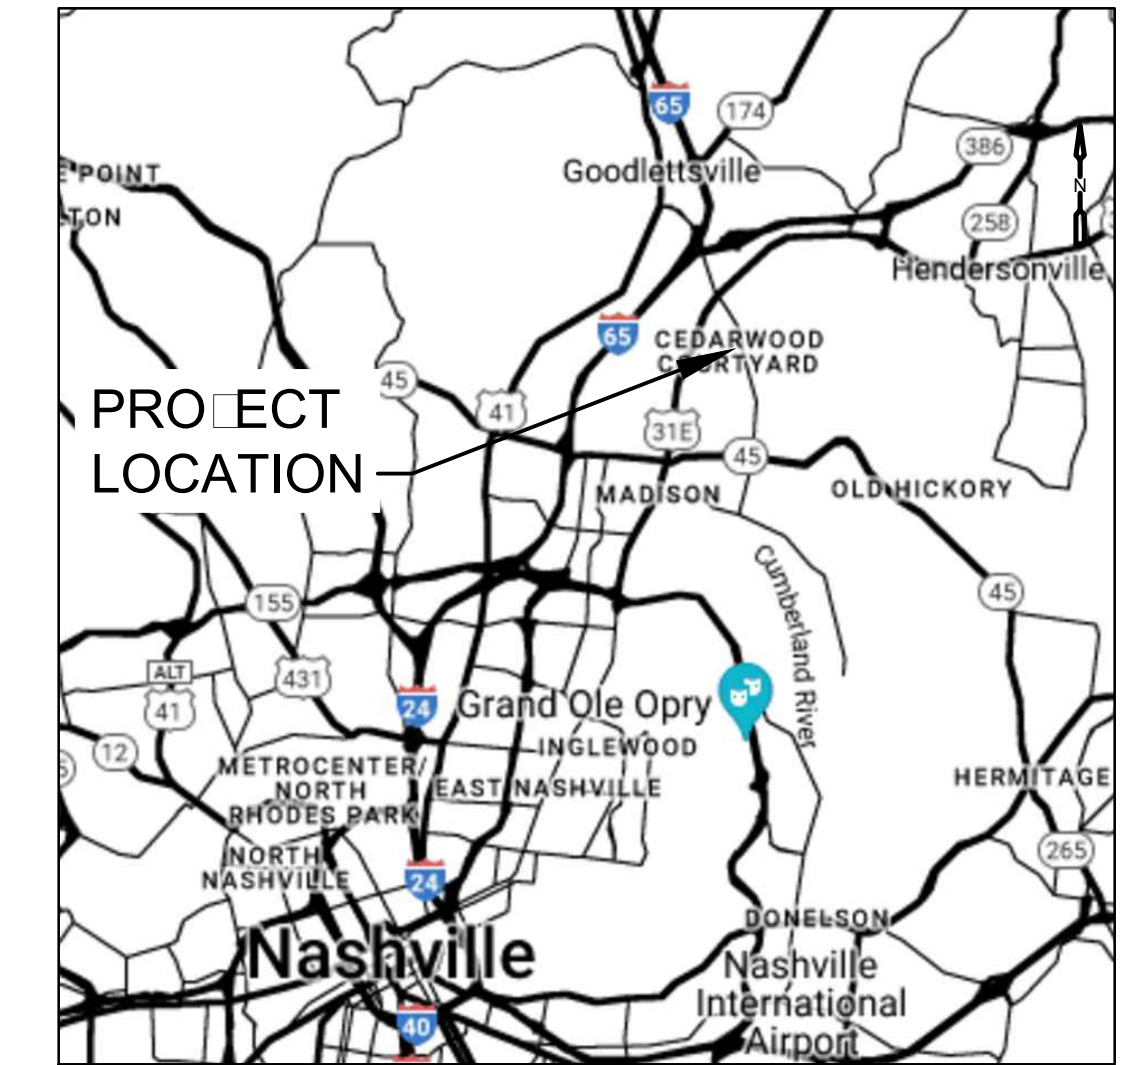 65
174
386
Goodlettsville
E POINT
N
TON
258
Hendersonville
65
CEDARWOOD
COURTYARD
45
PRO□ECT
LOCATION
41
31E
45
MADISON
OLD HICKORY
Cumberland River
45
155
ALT
41
431
24
Grand Ole Opry
INGLEWOOD
12
METROCENTER/
NORTH
RHODES PARK
EAST NASHVILLE
HERMITAGE
265
NORTH
NASHVILLE
24
DONELSON
Nashville
Nashville
International
Airport
40